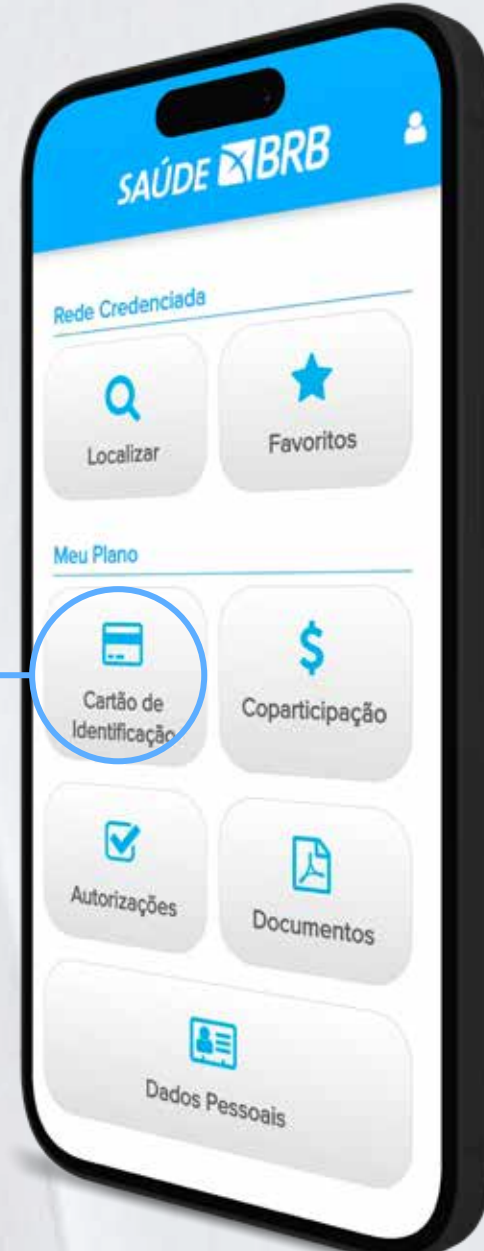 SAÚDE BRB
Rede Credenciada
Localizar
Favoritos
Meu Plano
Cartão de
Identificação
Coparticipação
Autorizações
Documentos
Dados Pessoais